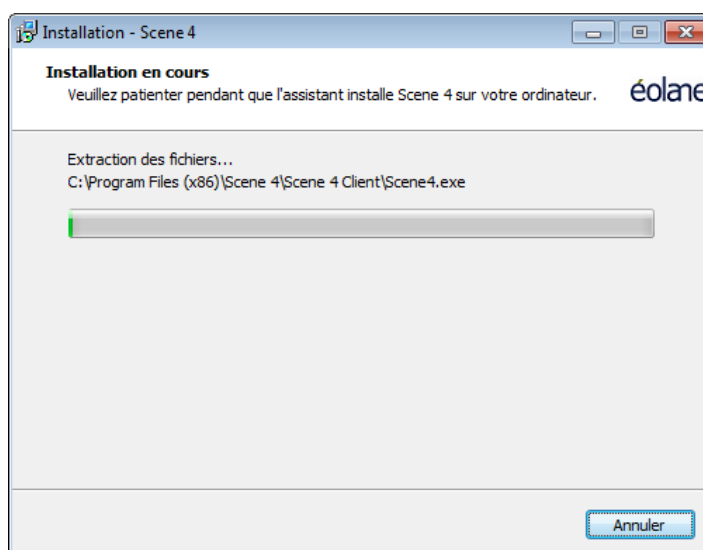 Installation - Scene 4
Installation en cours
Veuillez patienter pendant que l'assistant installe Scene 4 sur votre ordinateur.
éolane
Extraction des fichiers...
C:\Program Files (x86)\Scene 4\Scene 4 Client\Scene4.exe
Annuler